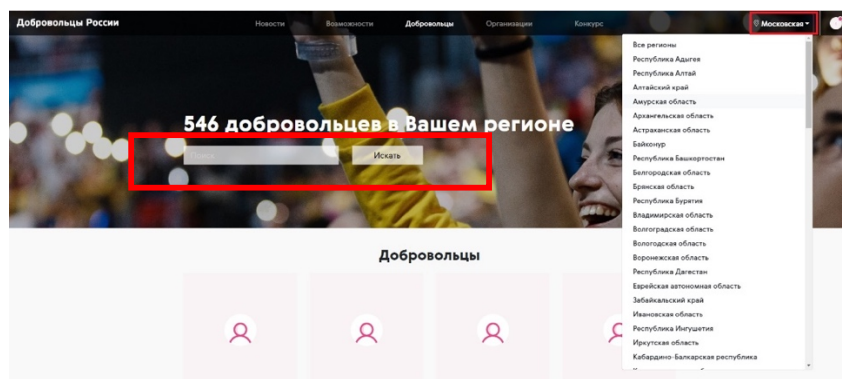 Добровольцы России
Новости
Возможности
Добровольцы
Организации
Конкурс
Московская
546 добровольцев в Вашем регионе
Поиск
Искать
Добровольцы
Все регионы
Республика Адыгея
Республика Алтай
Алтайский край
Амурская область
Архангельская область
Астраханская область
Байконур
Республика Башкортостан
Белгородская область
Брянская область
Республика Бурятия
Владимирская область
Волгоградская область
Вологодская область
Воронежская область
Республика Дагестан
Еврейская автономная область
Забайкальский край
Ивановская область
Республика Ингушетия
Иркутская область
Кабардино-Балкарская республика